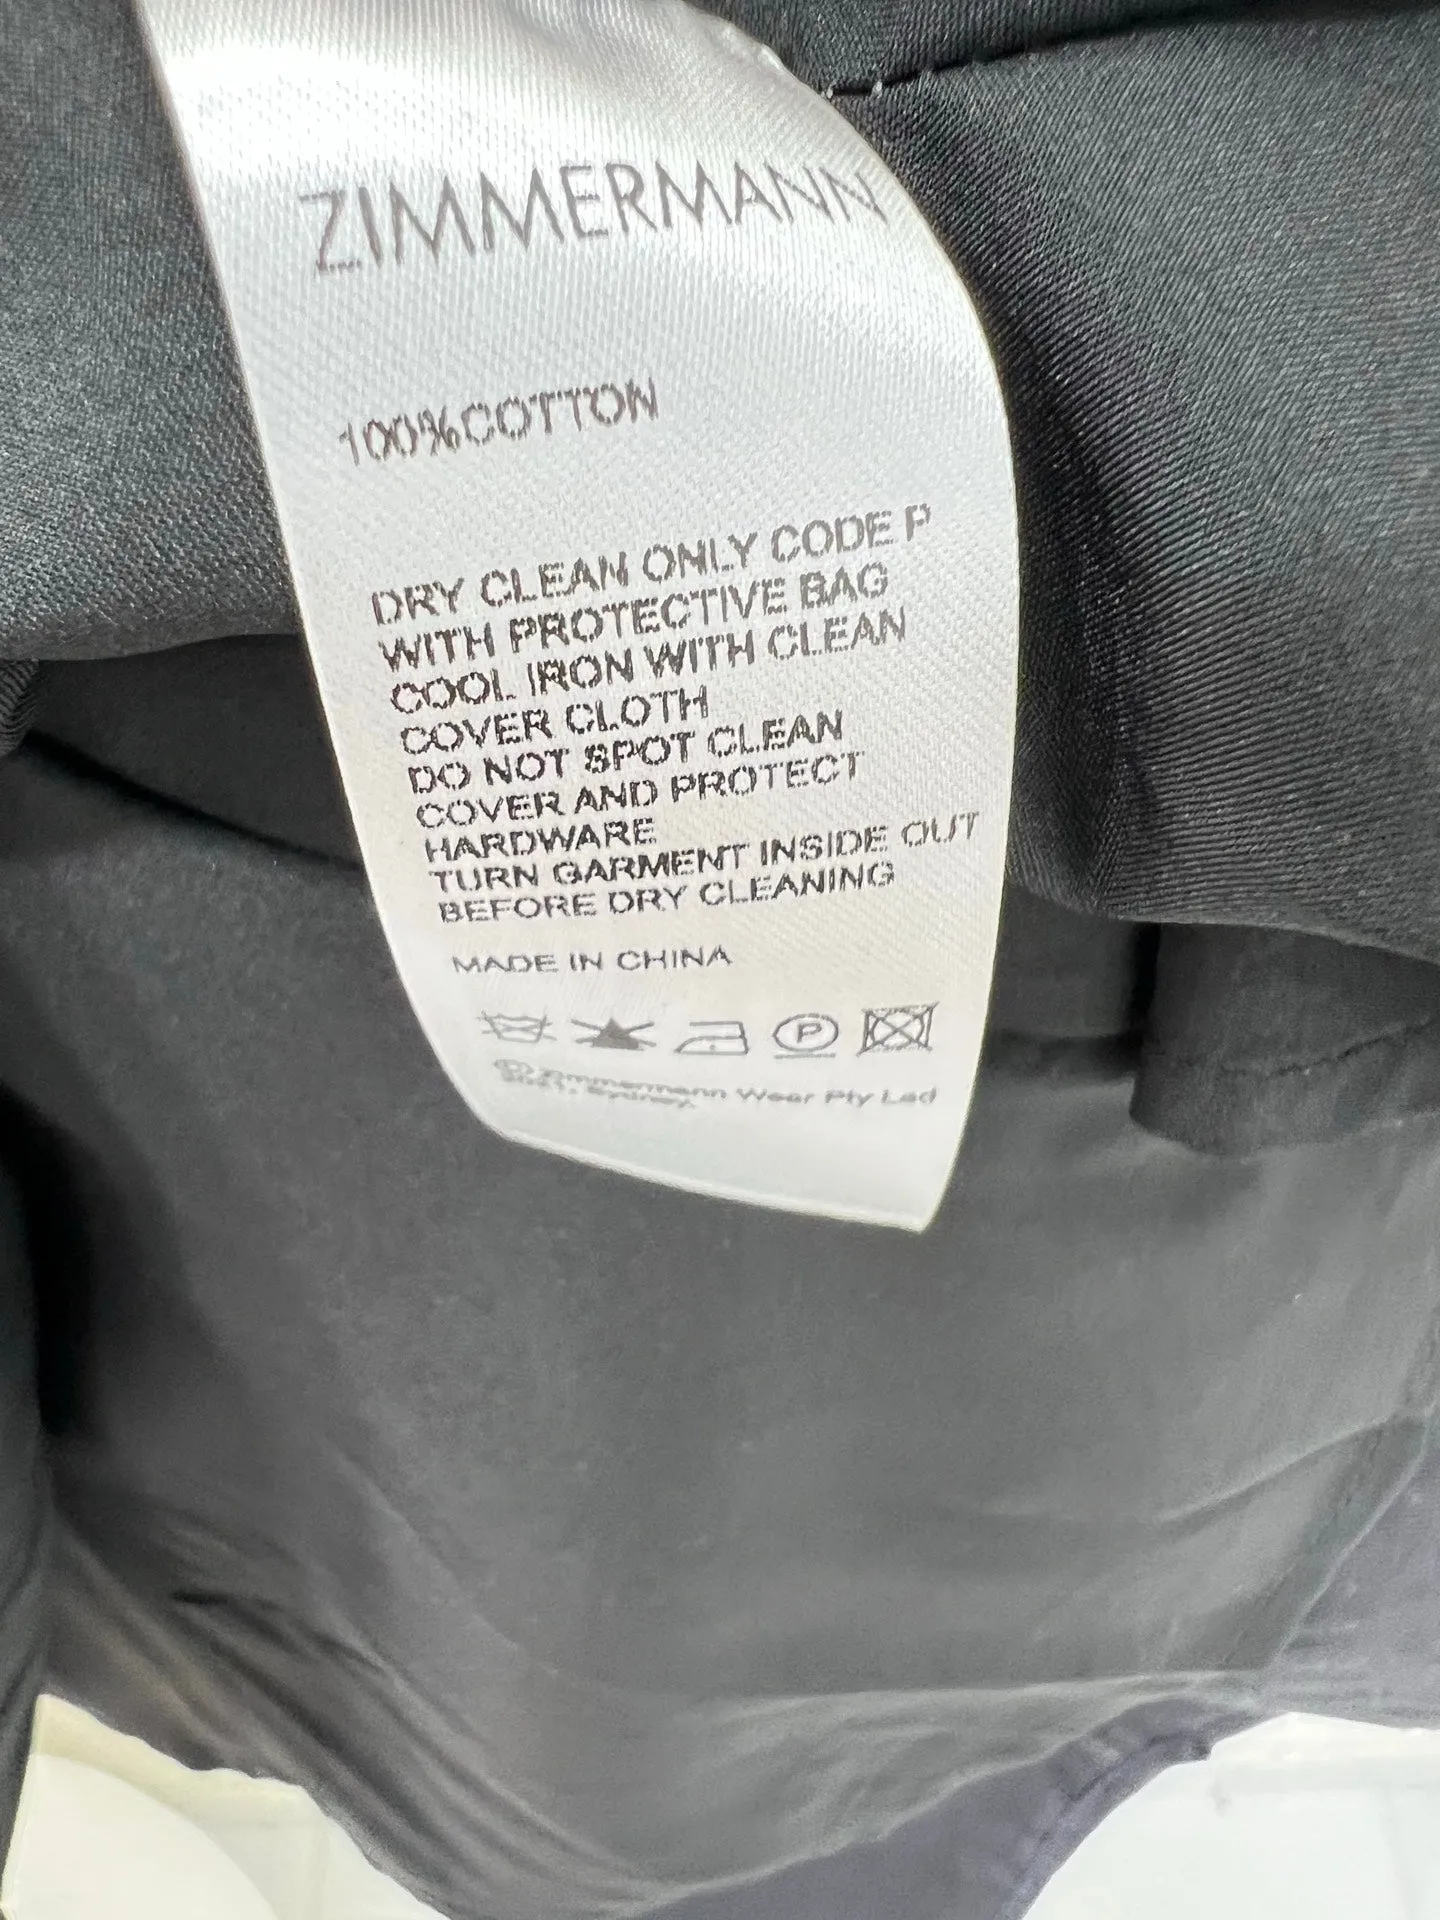 ZIMMERMANN
100%COTTON
DRY CLEAN ONLY CODE P
WITH PROTECTIVE BAG
COOL IRON WITH CLEAN
COVER CLOTH
DO NOT SPOT CLEAN
COVER AND PROTECT
HARDWARE
TURN GARMENT INSIDE OUT
BEFORE DRY CLEANING
MADE IN CHINA
P
© Zimmermann Wear Pty Ltd
Sydney.